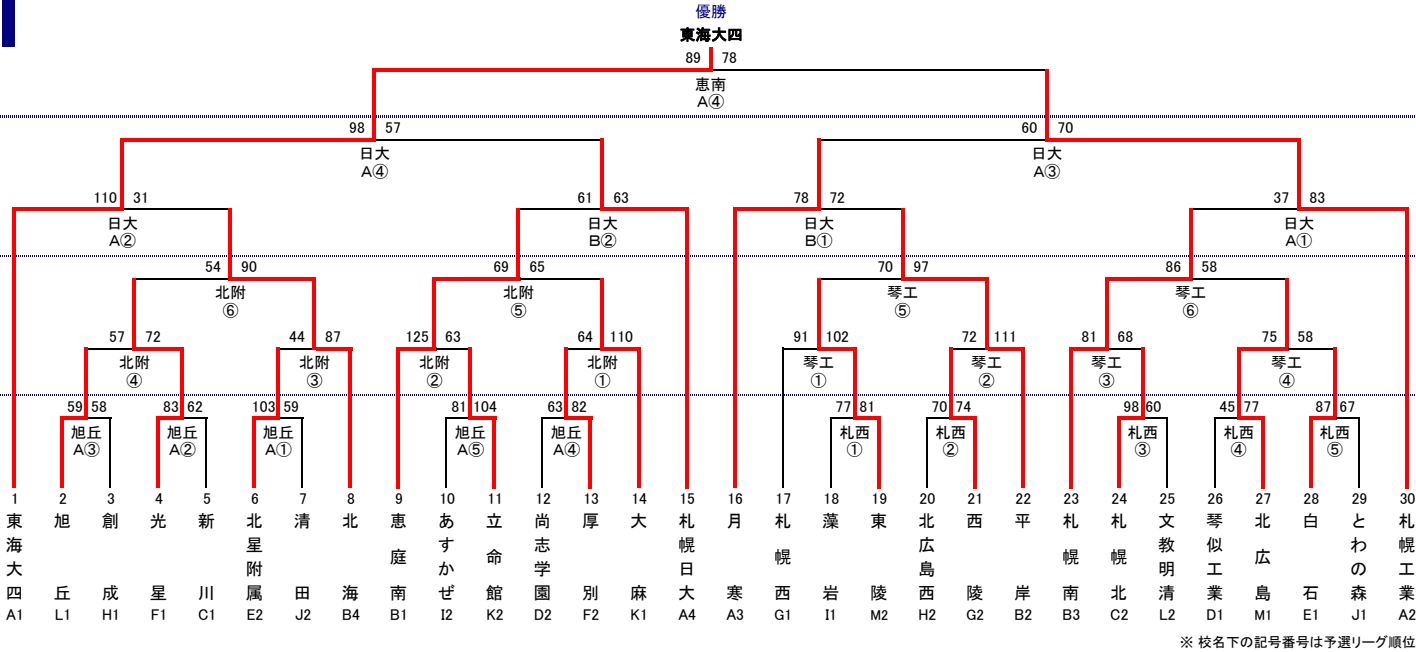 優勝
東海大四
89 78
恵南
A④
98 57
日大
A④
60 70
日大
A③
110 31
日大
A②
61 63
日大
B②
78 72
日大
B①
37 83
日大
A①
54 90
北附
⑥
69 65
北附
⑤
70 97
琴工
⑤
86 58
琴工
⑥
57 72
北附
④
44 87
北附
③
125 63
北附
②
64 110
北附
①
91 102
琴工
①
72 111
琴工
②
81 68
琴工
③
75 58
琴工
④
59 58
旭丘
A③
83 62
旭丘
A②
103 59
旭丘
A①
81 104
旭丘
A⑤
63 82
旭丘
A④
77 81
札西
①
70 74
札西
②
98 60
札西
③
45 77
札西
④
87 67
札西
⑤
1 2 3 4 5 6 7 8 9 10 11 12 13 14 15 16 17 18 19 20 21 22 23 24 25 26 27 28 29 30
東海大四
旭丘
創成
光星
新川
北星附属
清田
北海
恵庭南
あすかぜ
立命館
尚志学園
厚別
大麻
札幌日大
月寒
札幌西
藻岩
東陵
北広島西
西陵
平岸
札幌南
札幌北
文教明清
琴似工業
北広島
白石
とわの森
札幌工業
A1 L1 H1 F1 C1 E2 J2 B4 B1 I2 K2 D2 F2 K1 A4 A3 G1 I1 M2 H2 G2 B2 B3 C2 L2 D1 M1 E1 J1 A2
※ 校名下の記号番号は予選リーグ順位